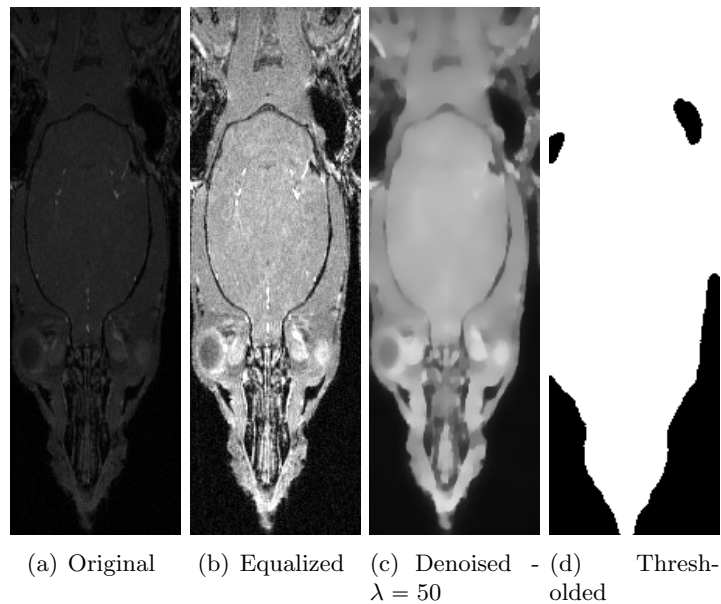 (a) Original
(b) Equalized
(c) Denoised -
λ = 50
(d) Thresh-
olded